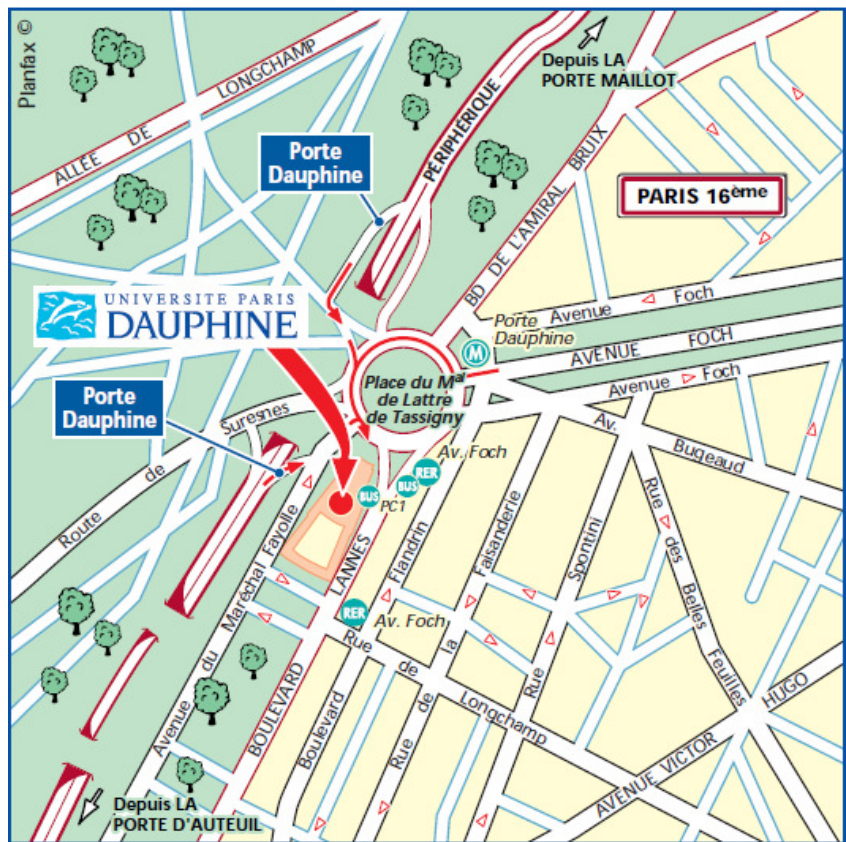 Planfax ©
ALLÉE DE LONGCHAMP
Depuis LA
PORTE MAILLOT
PÉRIPHÉRIQUE
Porte
Dauphine
BD DE L'AMIRAL BRUIX
PARIS 16ème
UNIVERSITE PARIS
DAUPHINE
Avenue Foch
Porte
Dauphine
M
AVENUE FOCH
Avenue Foch
Place du Mal
de Lattre
de Tassigny
Porte
Dauphine
Route de Suresnes
Av. Bugeaud
Av. Foch
RER
BUS
BUS
PC1
Avenue du Maréchal Fayolle
BOULEVARD LANNES
Boulevard Flandrin
Rue de la Faisanderie
Rue Spontini
Rue des Belles Feuilles
RER
Av. Foch
Rue de Longchamp
AVENUE VICTOR HUGO
Depuis LA
PORTE D'AUTEUIL